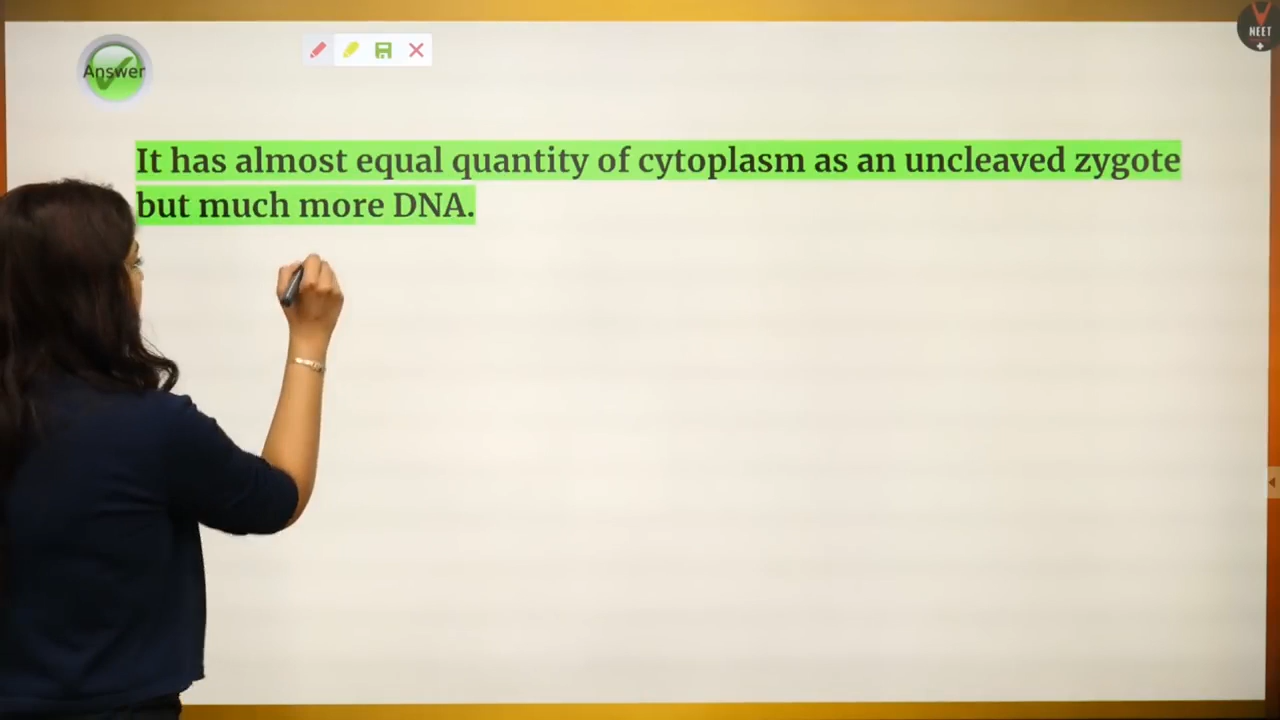 NEET
Answer
It has almost equal quantity of cytoplasm as an uncleaved zygote
but much more DNA.